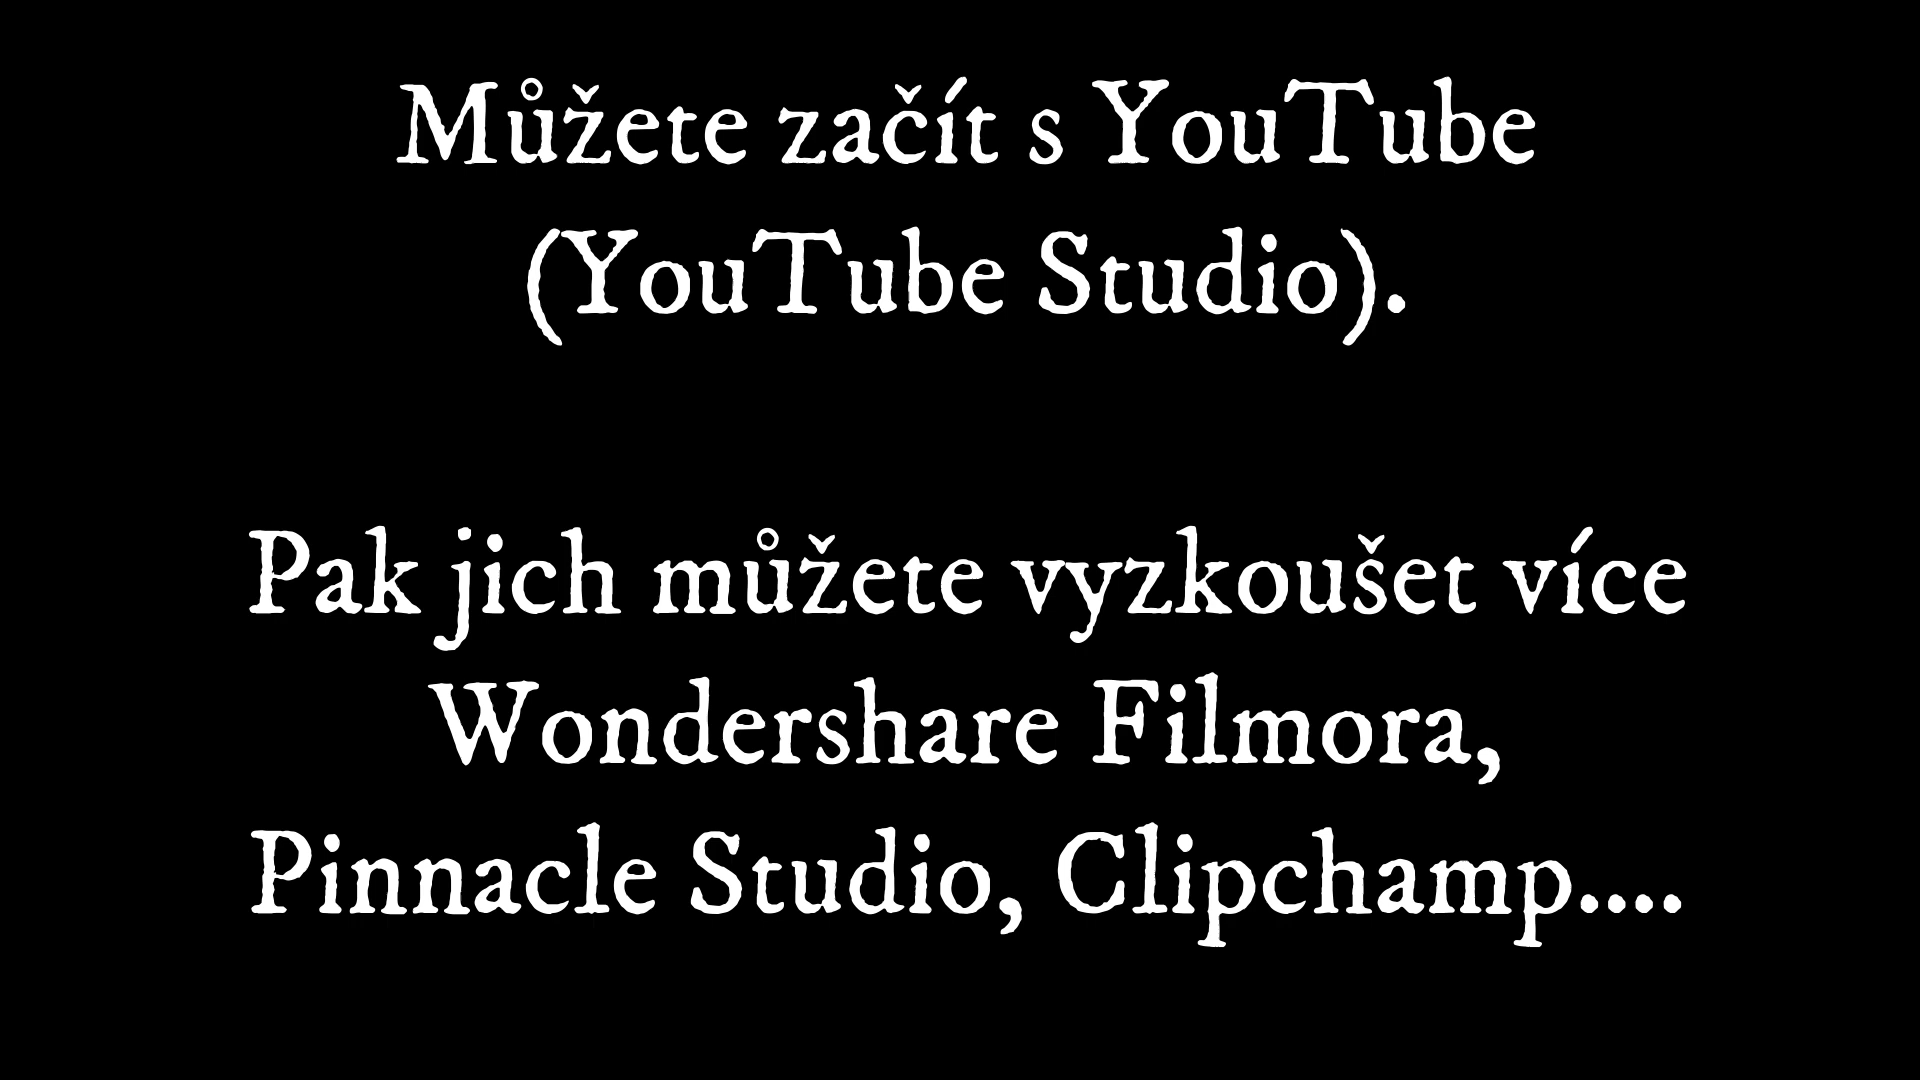 Můžete začít s YouTube
(YouTube Studio).
Pak jich můžete vyzkoušet více
Wondershare Filmora,
Pinnacle Studio, Clipchamp....